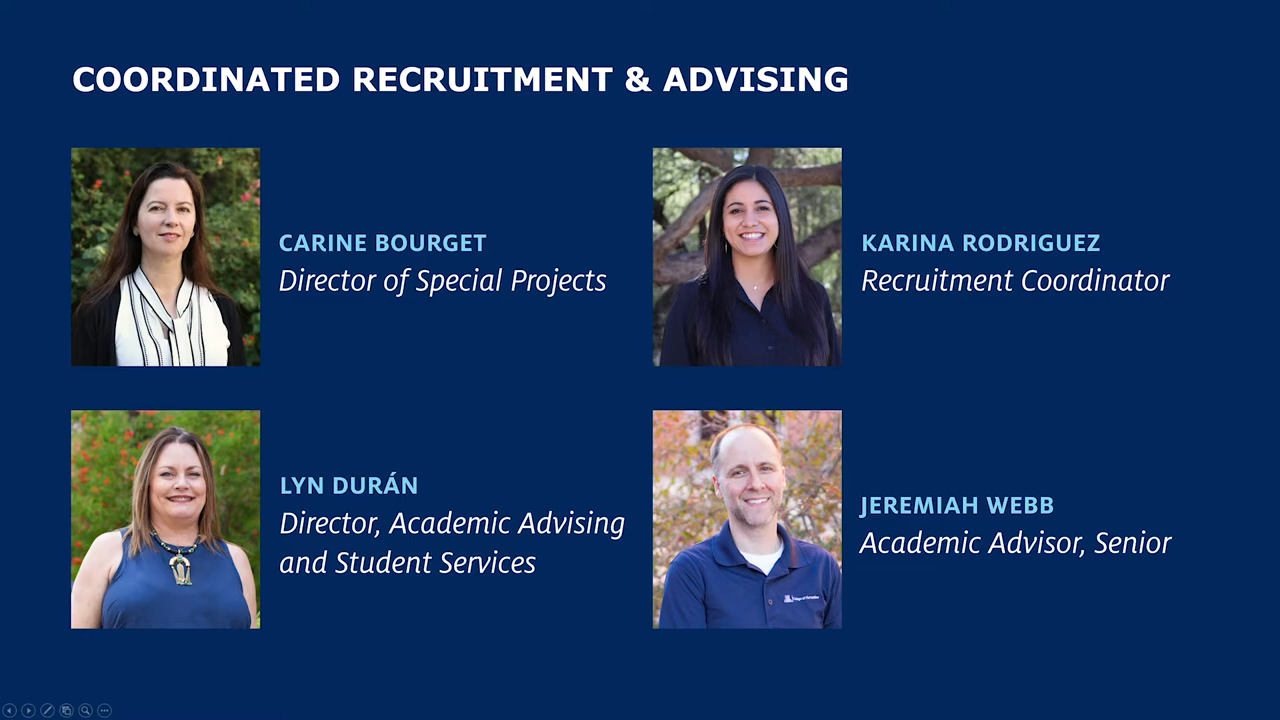 COORDINATED RECRUITMENT & ADVISING
CARINE BOURGET
Director of Special Projects
KARINA RODRIGUEZ
Recruitment Coordinator
LYN DURÁN
Director, Academic Advising
and Student Services
JEREMIAH WEBB
Academic Advisor, Senior